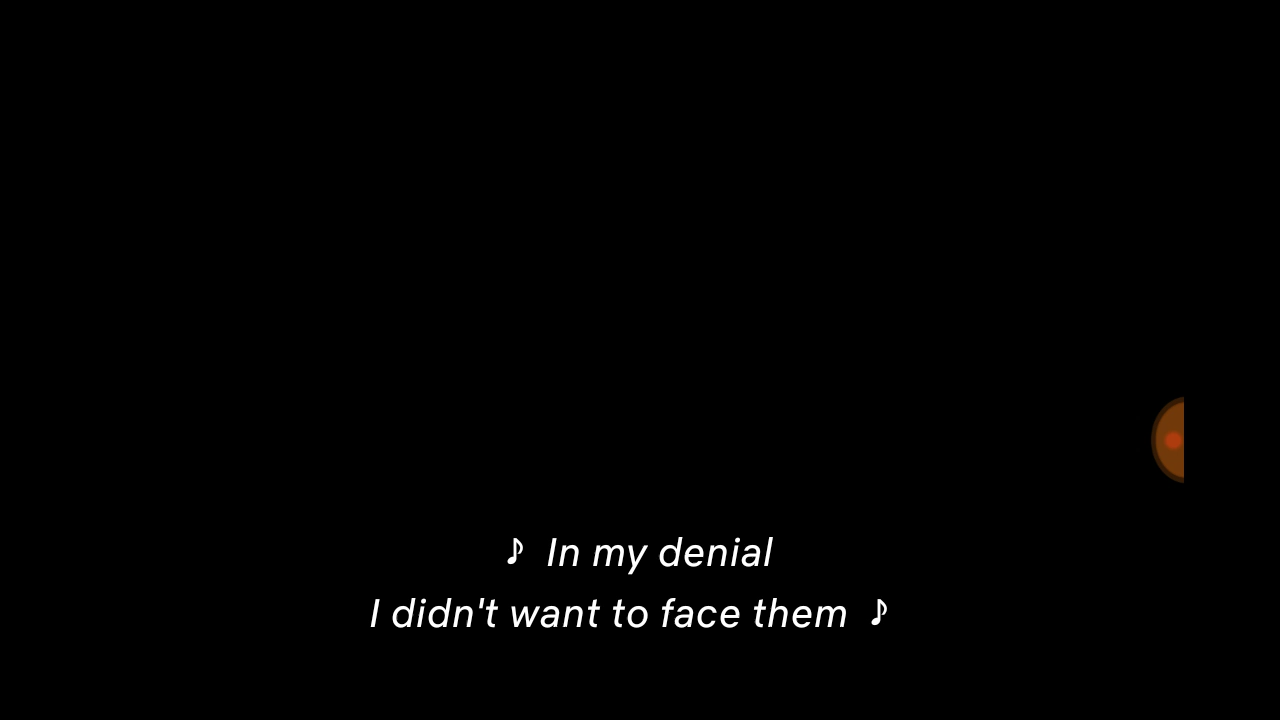 ♪ In my denial
I didn't want to face them ♪